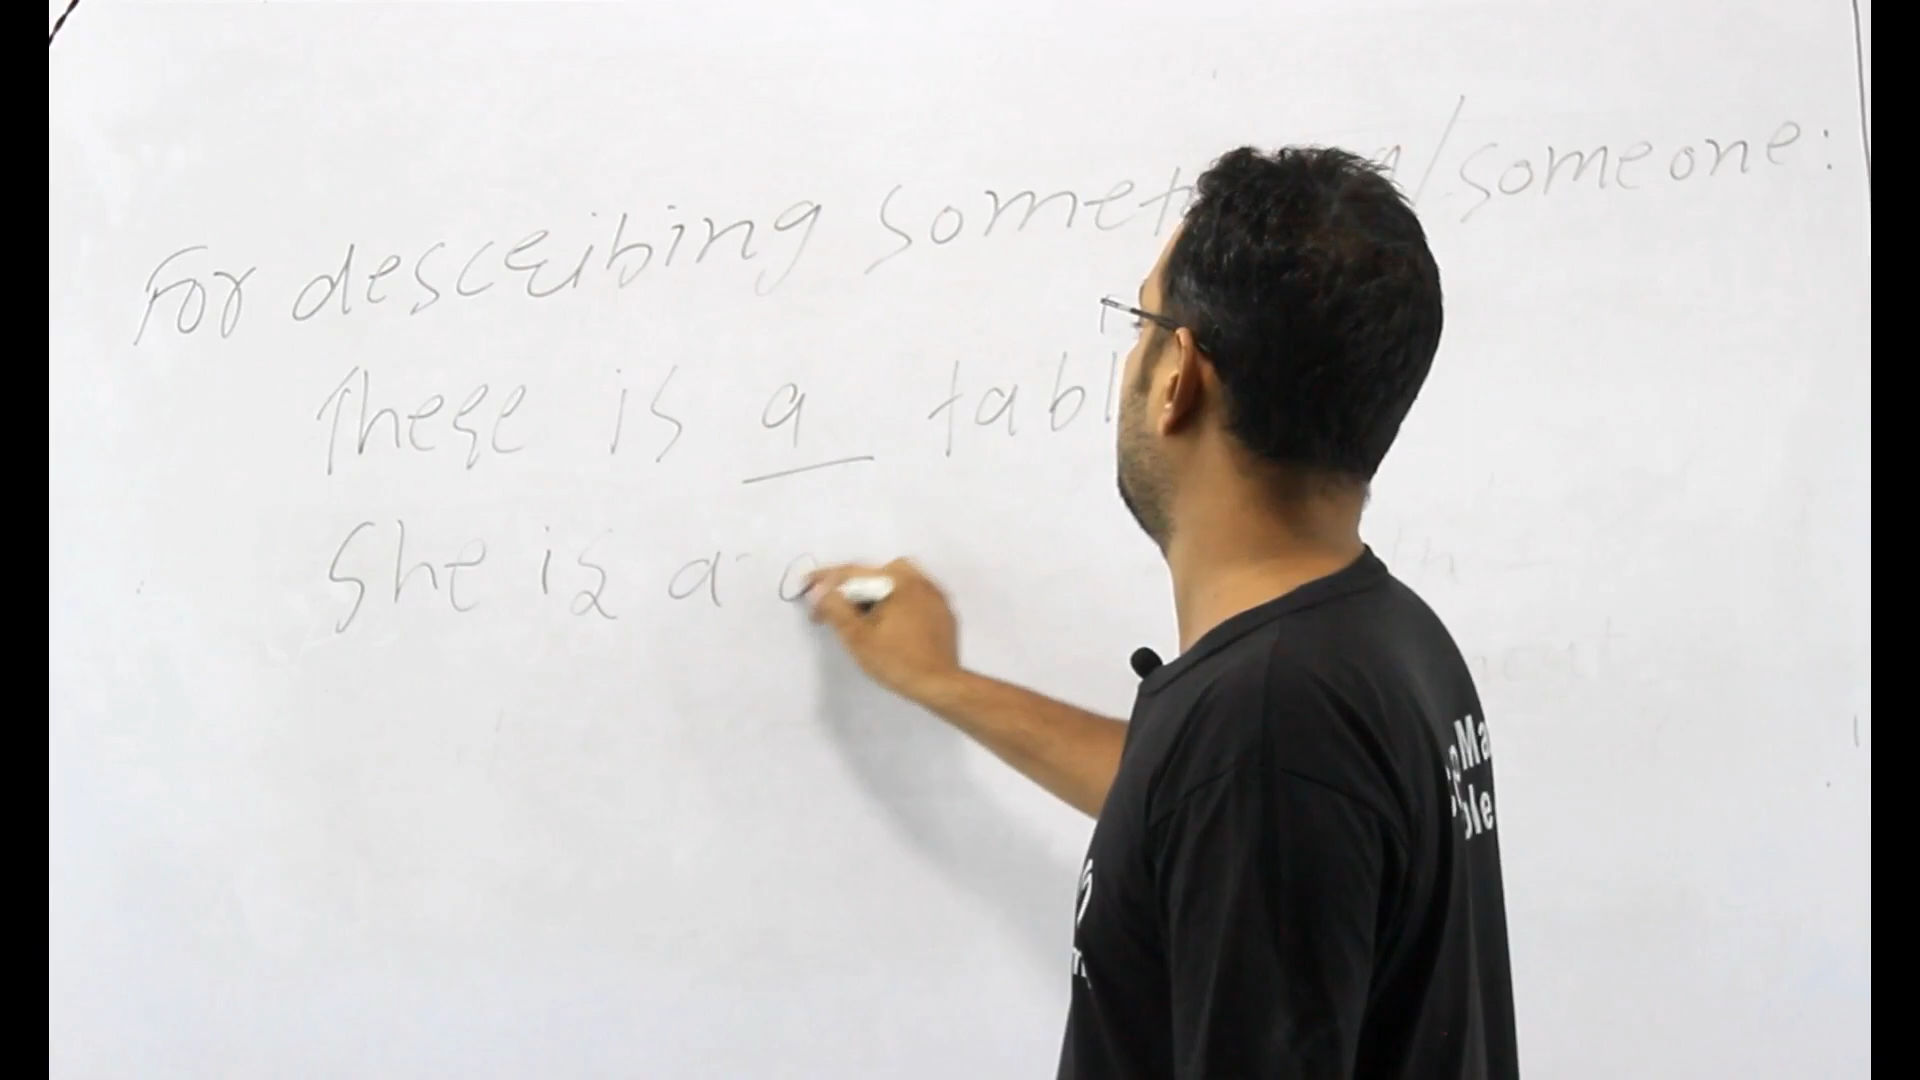 For describing somet /someone:
There is a tabl
She is a